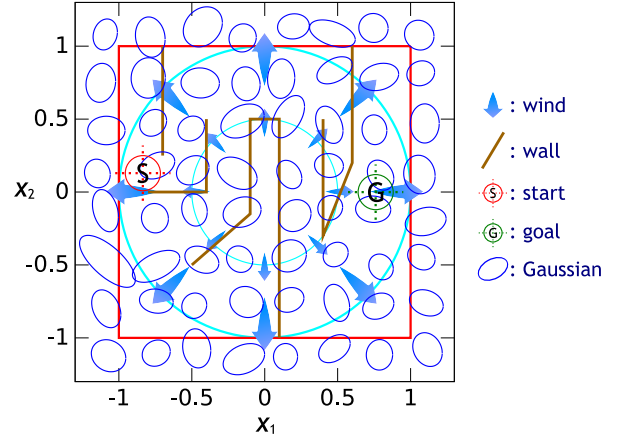 1
0.5
0
-0.5
-1
x2
-1
-0.5
0
0.5
1
x1
S
G
: wind
: wall
S : start
G : goal
: Gaussian